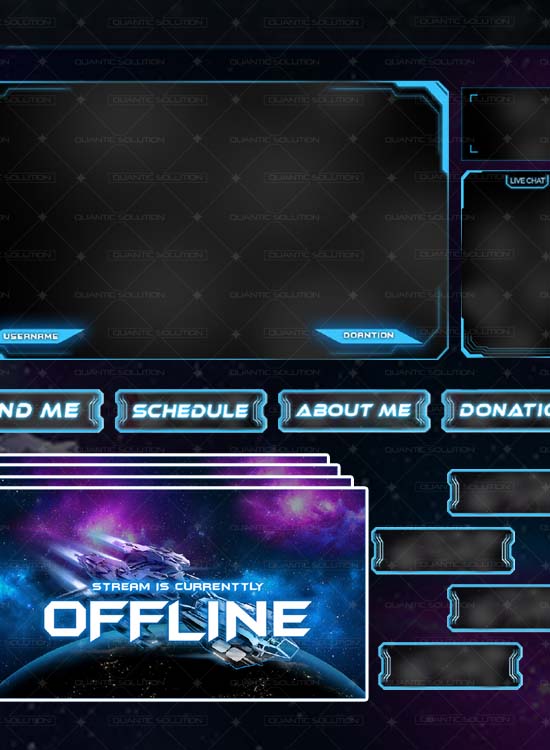 QUANTIC SOLUTION
LIVE CHAT
USERNAME
DOANTION
ND ME
SCHEDULE
ABOUT ME
DONATIO
STREAM IS CURRENTTLY
OFFLINE